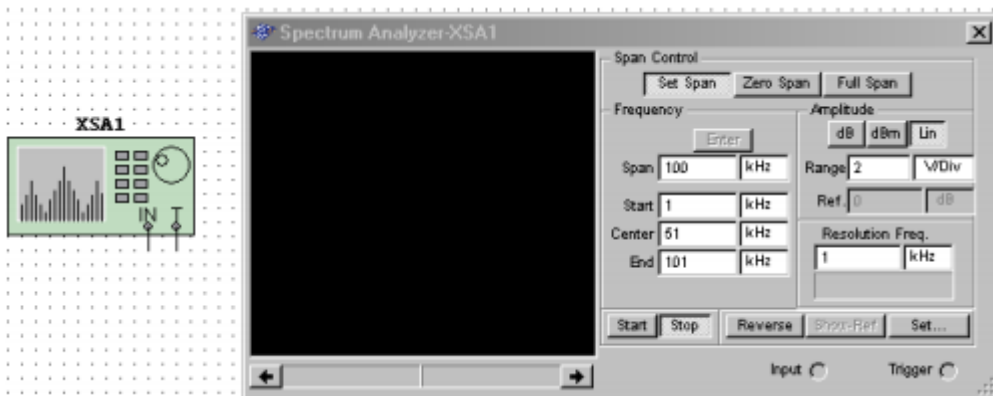 XSA1
IN T
Spectrum Analyzer-XSA1
Span Control
Set Span Zero Span Full Span
Frequency
Enter
Span 100 kHz
Start 1 kHz
Center 51 kHz
End 101 kHz
Amplitude
dB dBm Lin
Range 2 V/Div
Ref. 0 dB
Resolution Freq.
1 kHz
Start Stop Reverse Show-Ref Set...
Input Trigger